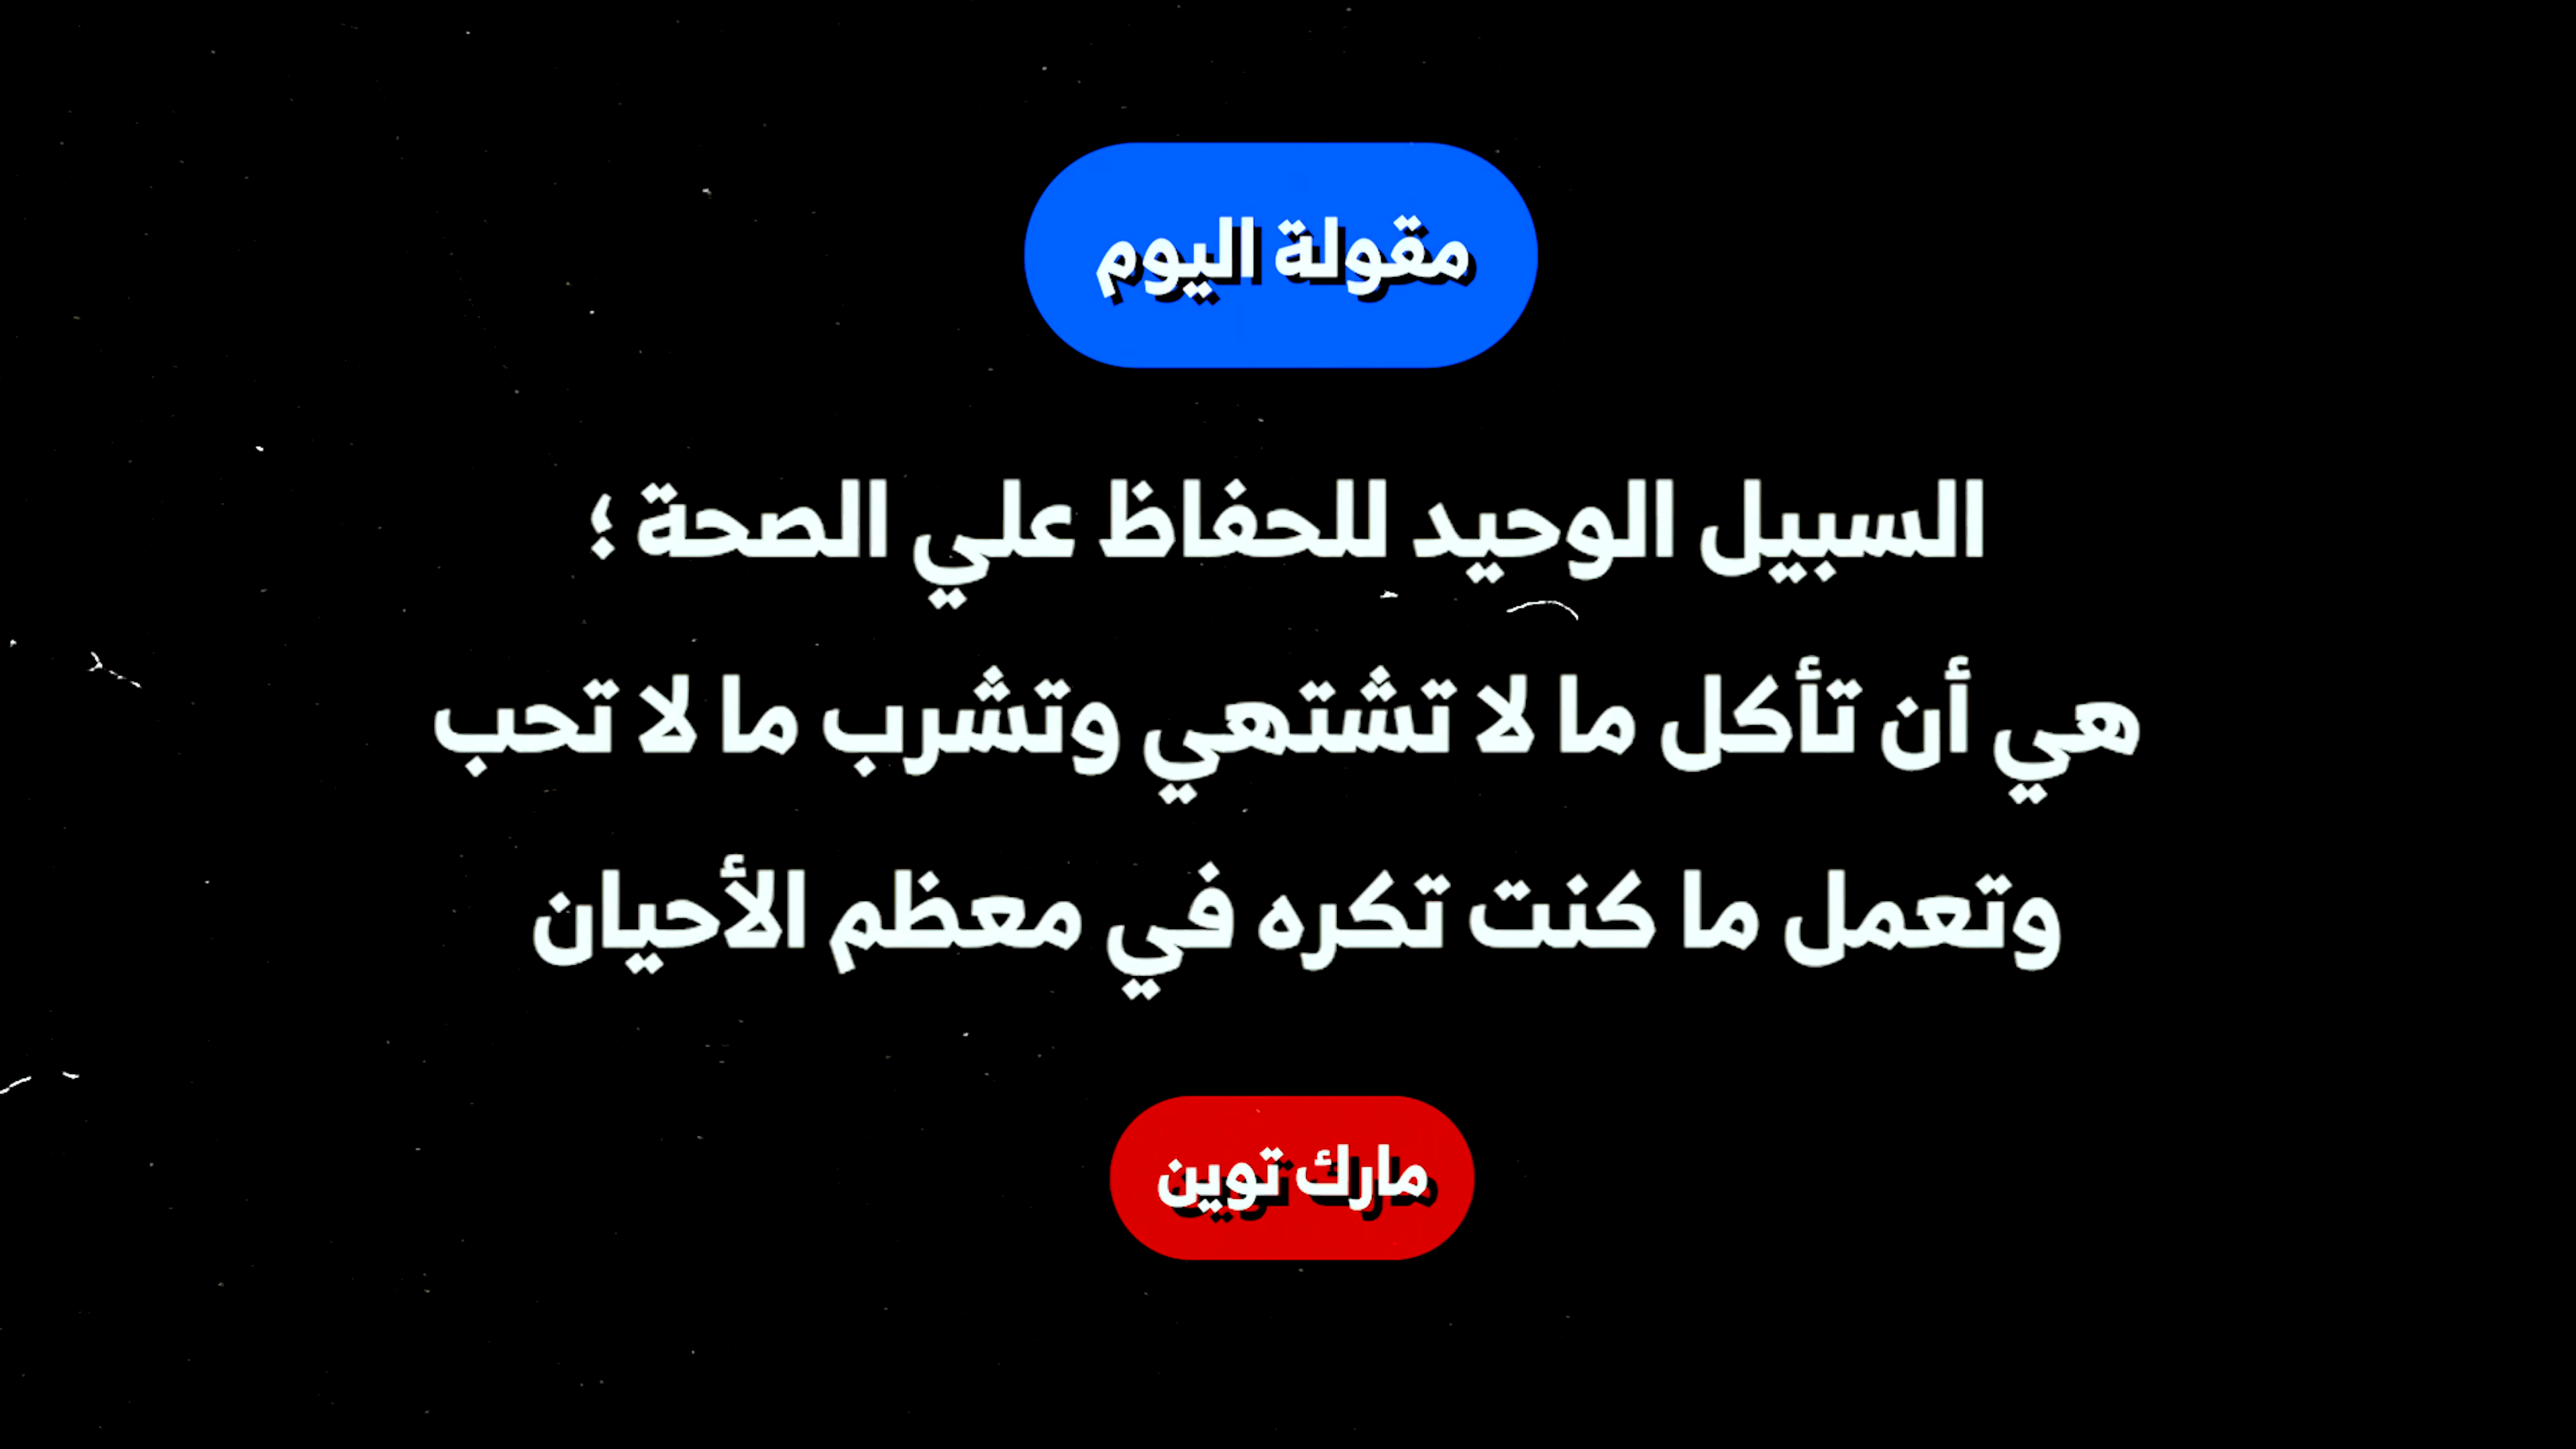 مقولة اليوم
السبيل الوحيد للحفاظ علي الصحة ؛
هي أن تأكل ما لا تشتهي وتشرب ما لا تحب
وتعمل ما كنت تكره في معظم الأحيان
مارك توين